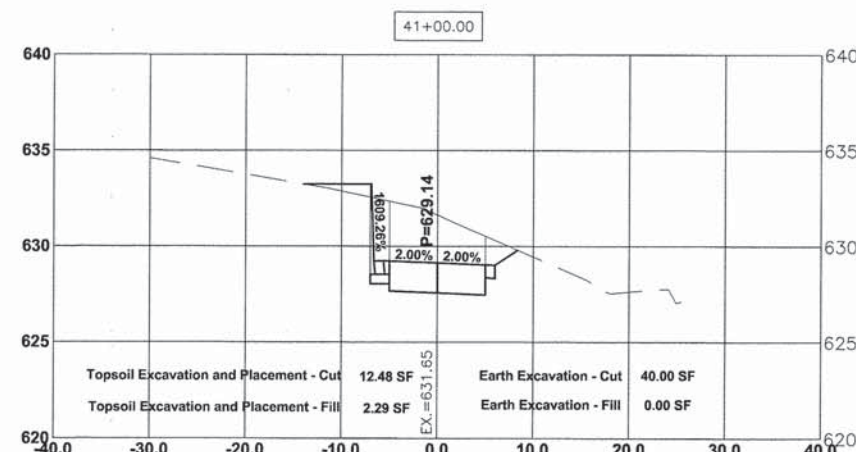 41+00.00
640 640
635 635
630 630
625 625
620 620
1609.26%
P=629.14
2.00% 2.00%
EX.=631.65
Topsoil Excavation and Placement - Cut 12.48 SF Earth Excavation - Cut 40.00 SF
Topsoil Excavation and Placement - Fill 2.29 SF Earth Excavation - Fill 0.00 SF
-40.0 -30.0 -20.0 -10.0 0.0 10.0 20.0 30.0 40.0